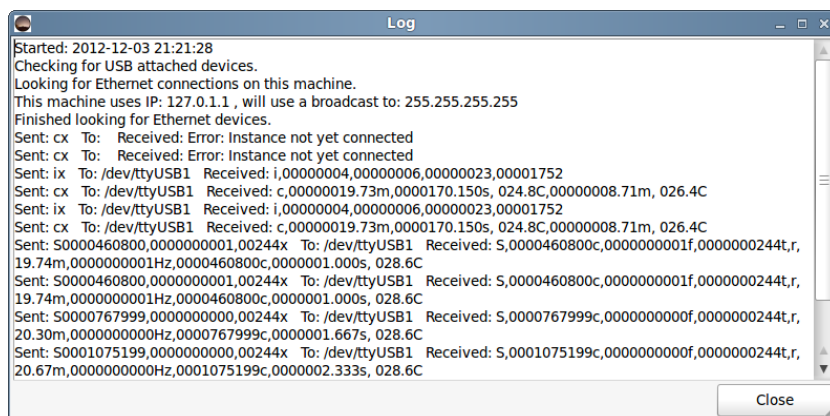 Log
Started: 2012-12-03 21:21:28
Checking for USB attached devices.
Looking for Ethernet connections on this machine.
This machine uses IP: 127.0.1.1 , will use a broadcast to: 255.255.255.255
Finished looking for Ethernet devices.
Sent: cx   To:    Received: Error: Instance not yet connected
Sent: cx   To:    Received: Error: Instance not yet connected
Sent: ix   To: /dev/ttyUSB1   Received: i,00000004,00000006,00000023,00001752
Sent: cx   To: /dev/ttyUSB1   Received: c,00000019.73m,0000170.150s, 024.8C,00000008.71m, 026.4C
Sent: ix   To: /dev/ttyUSB1   Received: i,00000004,00000006,00000023,00001752
Sent: cx   To: /dev/ttyUSB1   Received: c,00000019.73m,0000170.150s, 024.8C,00000008.71m, 026.4C
Sent: S0000460800,0000000001,00244x   To: /dev/ttyUSB1   Received: S,0000460800c,0000000001f,0000000244t,r,
19.74m,0000000001Hz,0000460800c,0000001.000s, 028.6C
Sent: S0000460800,0000000001,00244x   To: /dev/ttyUSB1   Received: S,0000460800c,0000000001f,0000000244t,r,
19.74m,0000000001Hz,0000460800c,0000001.000s, 028.6C
Sent: S0000767999,0000000000,00244x   To: /dev/ttyUSB1   Received: S,0000767999c,0000000000f,0000000244t,r,
20.30m,0000000000Hz,0000767999c,0000001.667s, 028.6C
Sent: S0001075199,0000000000,00244x   To: /dev/ttyUSB1   Received: S,0001075199c,0000000000f,0000000244t,r,
20.67m,0000000000Hz,0001075199c,0000002.333s, 028.6C
Close